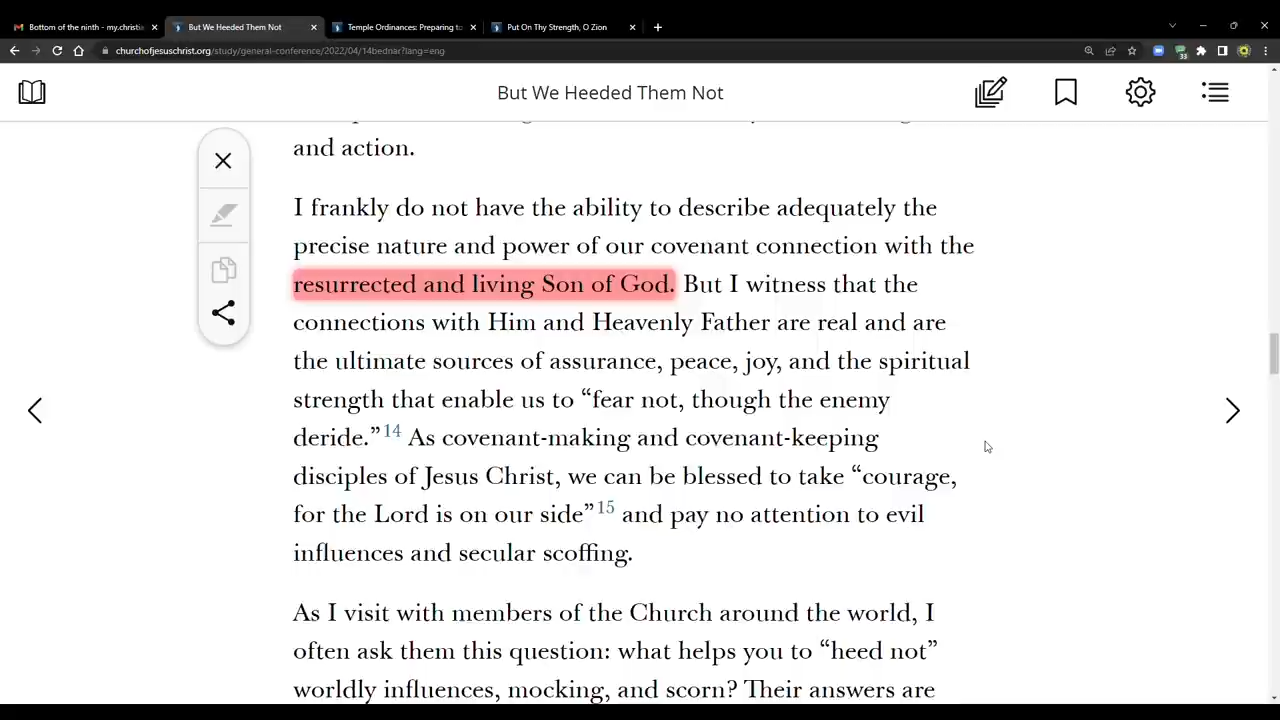 Bottom of the ninth - my.christie
But We Heeded Them Not
Temple Ordinances: Preparing to
Put On Thy Strength, O Zion
churchofjesuschrist.org/study/general-conference/2022/04/14bednar?lang=eng
33
But We Heeded Them Not
and action.
I frankly do not have the ability to describe adequately the
precise nature and power of our covenant connection with the
resurrected and living Son of God. But I witness that the
connections with Him and Heavenly Father are real and are
the ultimate sources of assurance, peace, joy, and the spiritual
strength that enable us to “fear not, though the enemy
deride.”14 As covenant-making and covenant-keeping
disciples of Jesus Christ, we can be blessed to take “courage,
for the Lord is on our side”15 and pay no attention to evil
influences and secular scoffing.
As I visit with members of the Church around the world, I
often ask them this question: what helps you to “heed not”
worldly influences, mocking, and scorn? Their answers are